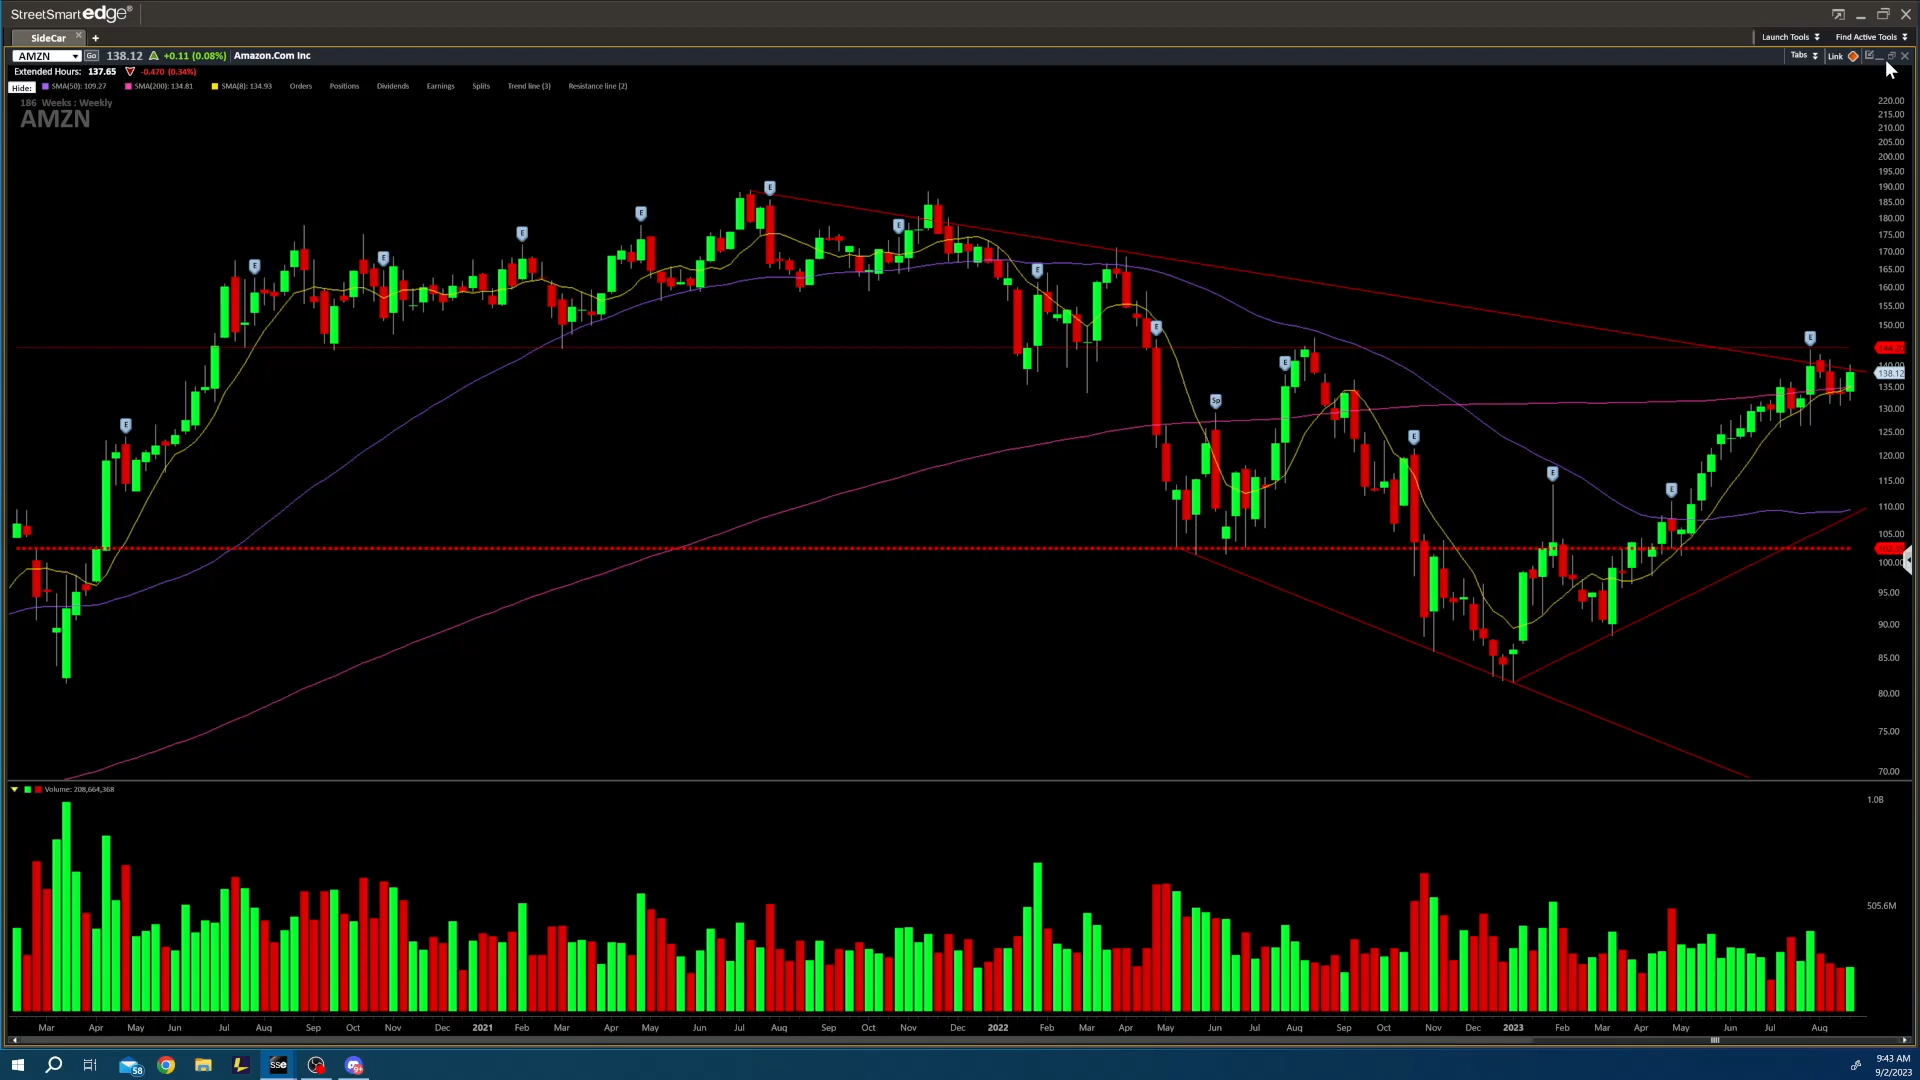 StreetSmartedge®
SideCar × +
Launch Tools Find Active Tools
AMZN Go 138.12 +0.11 (0.08%) Amazon.Com Inc
Tabs Link
Extended Hours: 137.65 -0.470 (0.34%)
Hide: SMA(50): 109.27 SMA(200): 134.81 SMA(8): 134.93 Orders Positions Dividends Earnings Splits Trend line (3) Resistance line (2)
186 Weeks : Weekly
AMZN
220.00
215.00
210.00
205.00
200.00
195.00
190.00
185.00
180.00
175.00
170.00
165.00
160.00
155.00
150.00
140.00
138.12
135.00
130.00
125.00
120.00
115.00
110.00
105.00
100.00
95.00
90.00
85.00
80.00
75.00
70.00
E
E
E
E
E
E
E
E
E
E
E
Sp
E
E
E
E
Volume: 208,664,368
1.0B
505.6M
Mar Apr May Jun Jul Aug Sep Oct Nov Dec 2021 Feb Mar Apr May Jun Jul Aug Sep Oct Nov Dec 2022 Feb Mar Apr May Jun Jul Aug Sep Oct Nov Dec 2023 Feb Mar Apr May Jun Jul Aug
58 sse 9+
9:43 AM
9/2/2023